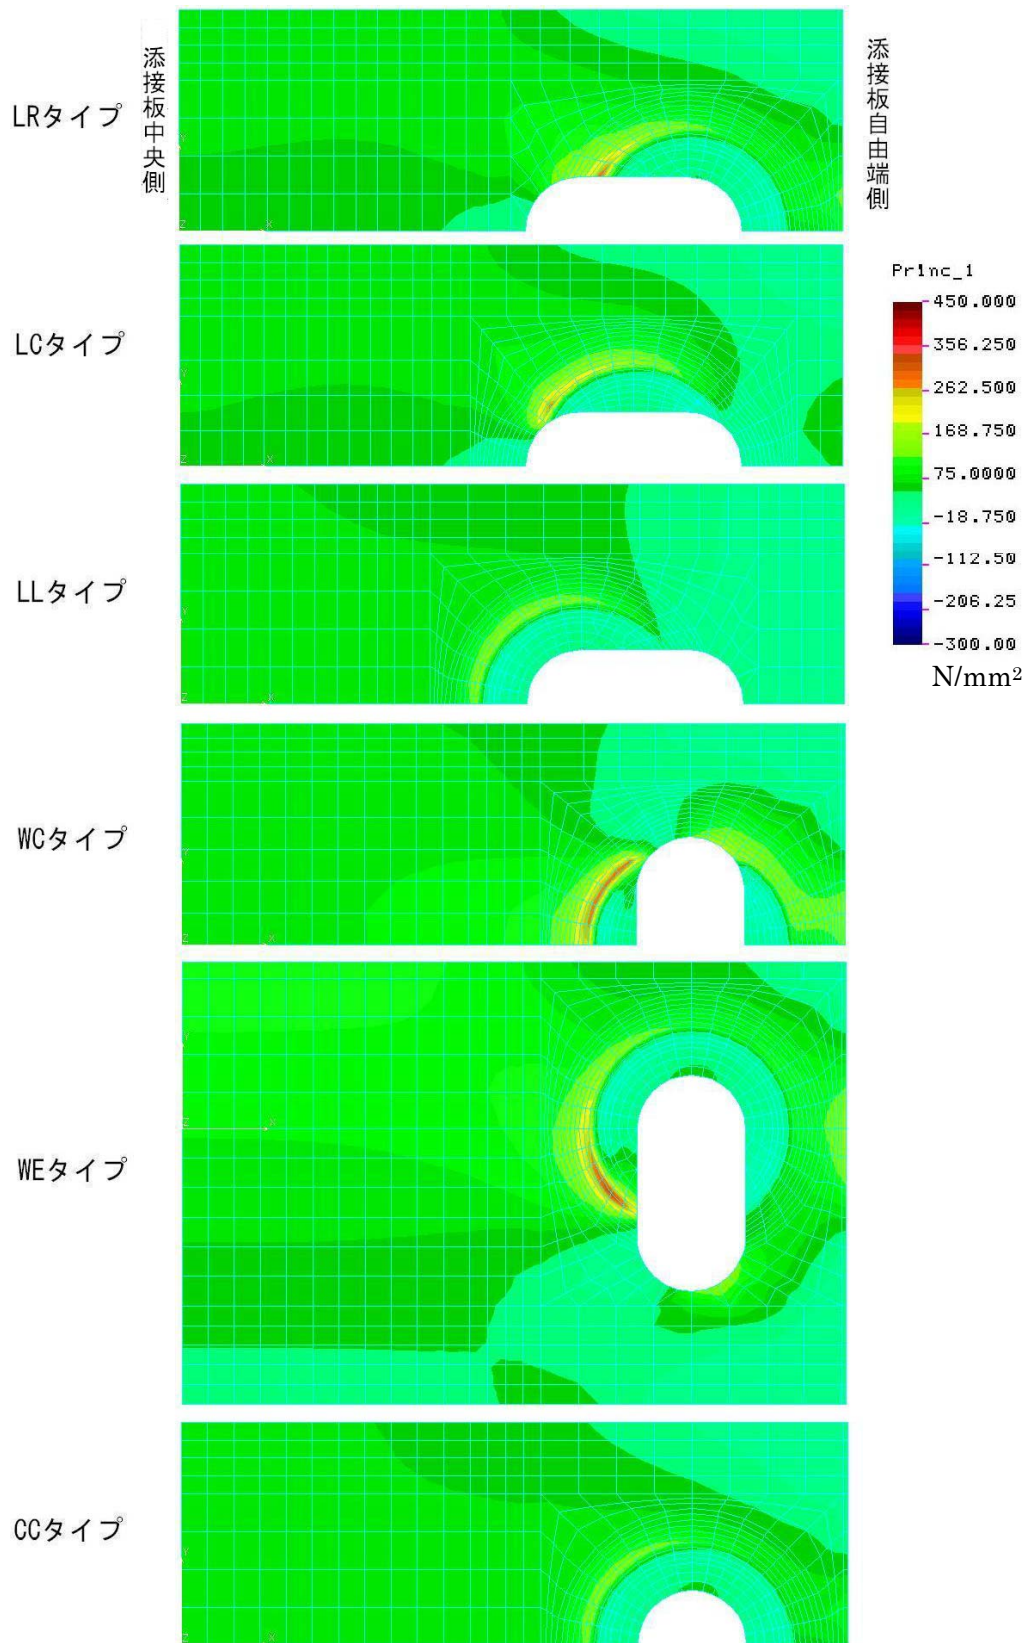 LRタイプ
添接板中央側
添接板自由端側
LCタイプ
Princ_1
450.000
356.250
262.500
168.750
75.0000
-18.750
-112.50
-206.25
-300.00
N/mm²
LLタイプ
WCタイプ
WEタイプ
CCタイプ